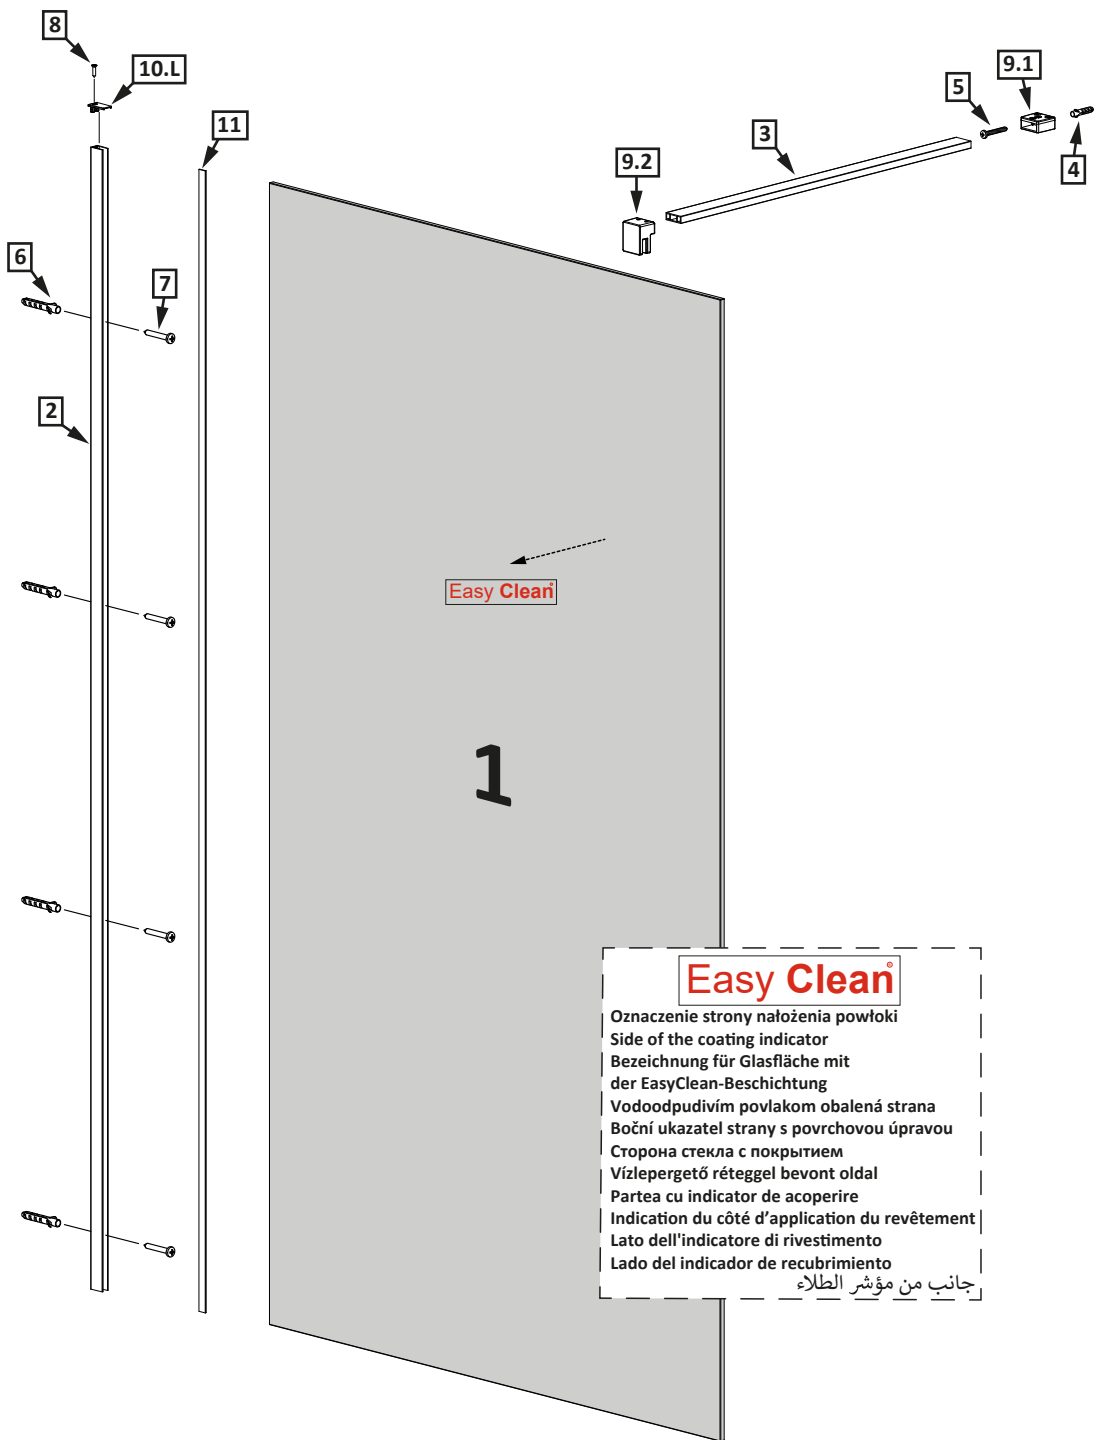 8
10.L
11
9.1
5
3
4
9.2
6
7
2
Easy Clean®
1
Easy Clean®
Oznaczenie strony nałożenia powłoki
Side of the coating indicator
Bezeichnung für Glasfläche mit
der EasyClean-Beschichtung
Vodoodpudivím povlakom obalená strana
Boční ukazatel strany s povrchovou úpravou
Сторона стекла с покрытием
Vízlepergető réteggel bevont oldal
Partea cu indicator de acoperire
Indication du côté d’application du revêtement
Lato dell'indicatore di rivestimento
Lado del indicador de recubrimiento
جانب من مؤشر الطلاء